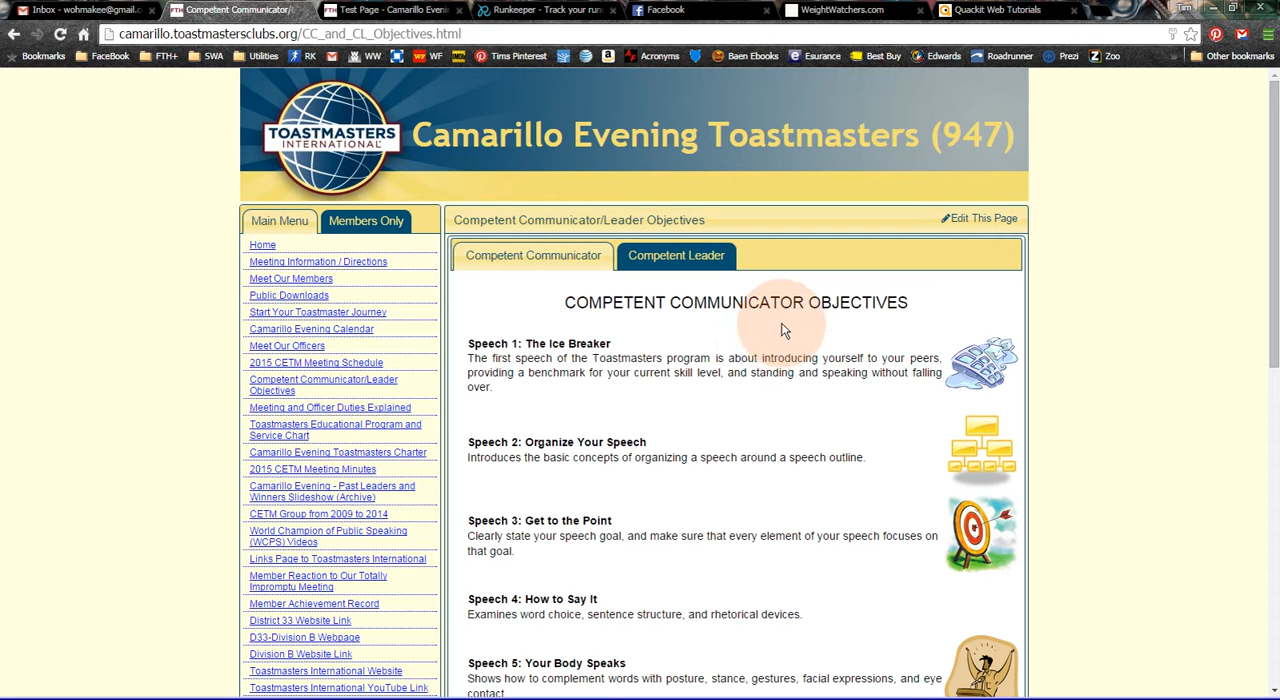 Inbox - wohmakee@gmail.c
Competent Communicator/
Test Page - Camarillo Eveni
Runkeeper - Track your run
Facebook
WeightWatchers.com
Quackit Web Tutorials
Tim
camarillo.toastmastersclubs.org/CC_and_CL_Objectives.html
Bookmarks
FaceBook
FTH+
SWA
Utilities
RK
WW
WF
Tims Pinterest
Acronyms
Baen Ebooks
Esurance
Best Buy
Edwards
Roadrunner
Prezi
Zoo
Other bookmarks
TOASTMASTERS
INTERNATIONAL
Camarillo Evening Toastmasters (947)
Main Menu
Members Only
Home
Meeting Information / Directions
Meet Our Members
Public Downloads
Start Your Toastmaster Journey
Camarillo Evening Calendar
Meet Our Officers
2015 CETM Meeting Schedule
Competent Communicator/Leader
Objectives
Meeting and Officer Duties Explained
Toastmasters Educational Program and
Service Chart
Camarillo Evening Toastmasters Charter
2015 CETM Meeting Minutes
Camarillo Evening - Past Leaders and
Winners Slideshow (Archive)
CETM Group from 2009 to 2014
World Champion of Public Speaking
(WCPS) Videos
Links Page to Toastmasters International
Member Reaction to Our Totally
Impromptu Meeting
Member Achievement Record
District 33 Website Link
D33-Division B Webpage
Division B Website Link
Toastmasters International Website
Toastmasters International YouTube Link
Competent Communicator/Leader Objectives
Edit This Page
Competent Communicator
Competent Leader
COMPETENT COMMUNICATOR OBJECTIVES
Speech 1: The Ice Breaker
The first speech of the Toastmasters program is about introducing yourself to your peers,
providing a benchmark for your current skill level, and standing and speaking without falling
over.
Speech 2: Organize Your Speech
Introduces the basic concepts of organizing a speech around a speech outline.
Speech 3: Get to the Point
Clearly state your speech goal, and make sure that every element of your speech focuses on
that goal.
Speech 4: How to Say It
Examines word choice, sentence structure, and rhetorical devices.
Speech 5: Your Body Speaks
Shows how to complement words with posture, stance, gestures, facial expressions, and eye
contact